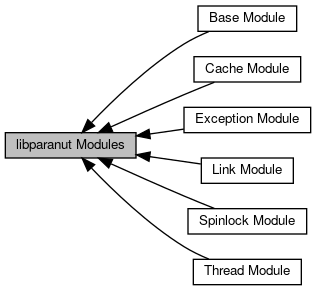 Base Module
Cache Module
Exception Module
libparanut Modules
Link Module
Spinlock Module
Thread Module